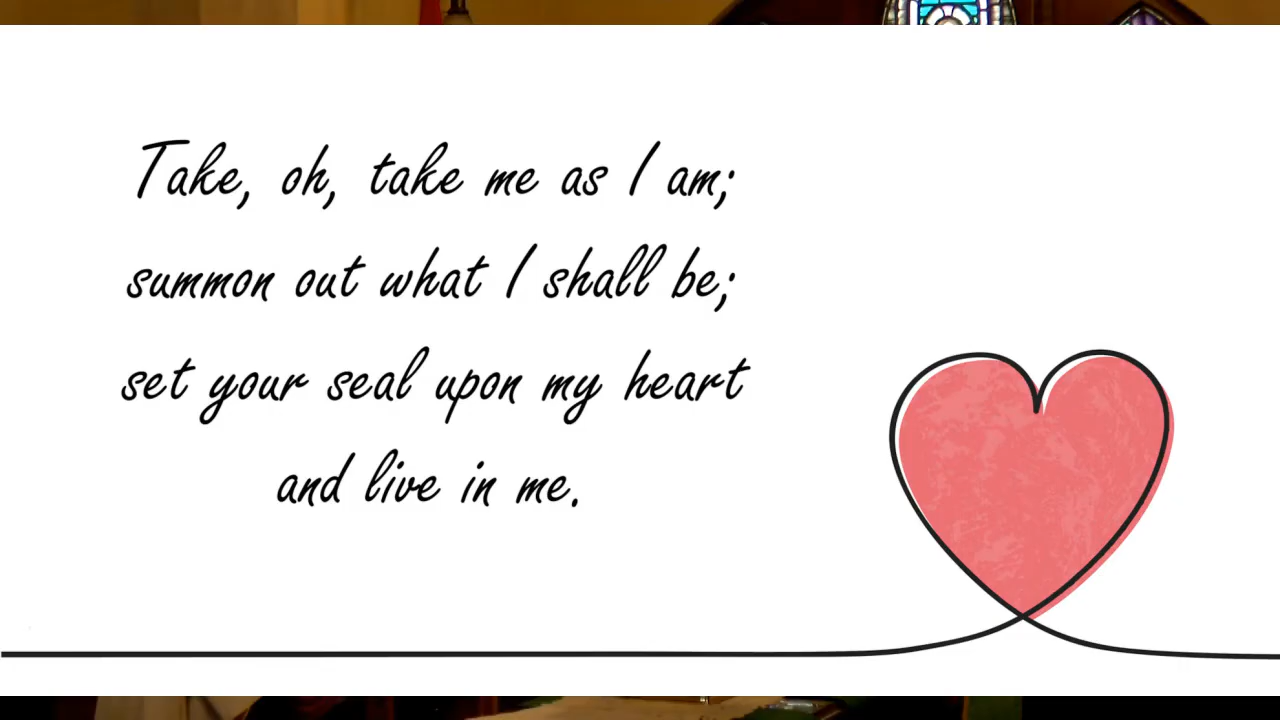 Take, oh, take me as I am;
summon out what I shall be;
set your seal upon my heart
and live in me.